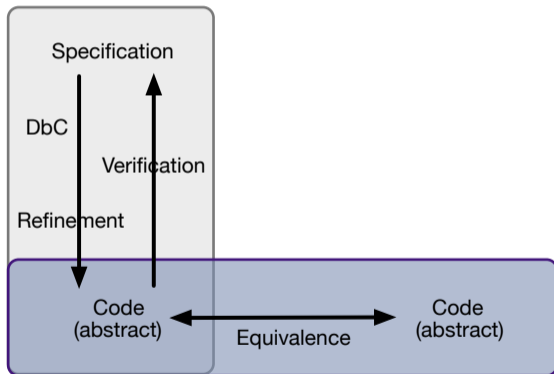 Specification
DbC
Verification
Refinement
Code
(abstract)
Equivalence
Code
(abstract)